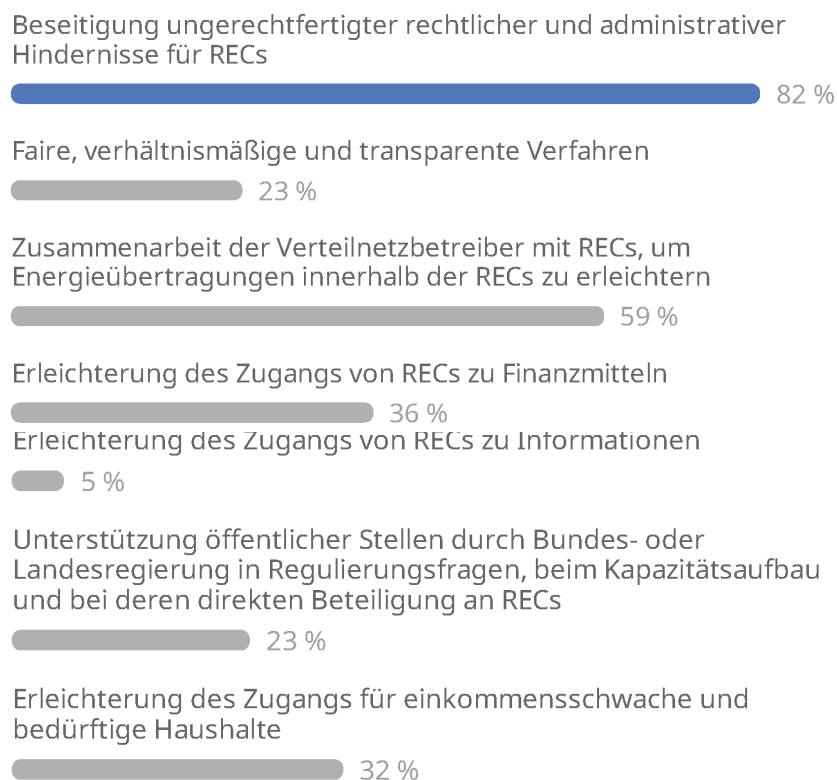 Beseitigung ungerechtfertigter rechtlicher und administrativer
Hindernisse für RECs
82 %
Faire, verhältnismäßige und transparente Verfahren
23 %
Zusammenarbeit der Verteilnetzbetreiber mit RECs, um
Energieübertragungen innerhalb der RECs zu erleichtern
59 %
Erleichterung des Zugangs von RECs zu Finanzmitteln
36 %
Erleichterung des Zugangs von RECs zu Informationen
5 %
Unterstützung öffentlicher Stellen durch Bundes- oder
Landesregierung in Regulierungsfragen, beim Kapazitätsaufbau
und bei deren direkten Beteiligung an RECs
23 %
Erleichterung des Zugangs für einkommensschwache und
bedürftige Haushalte
32 %